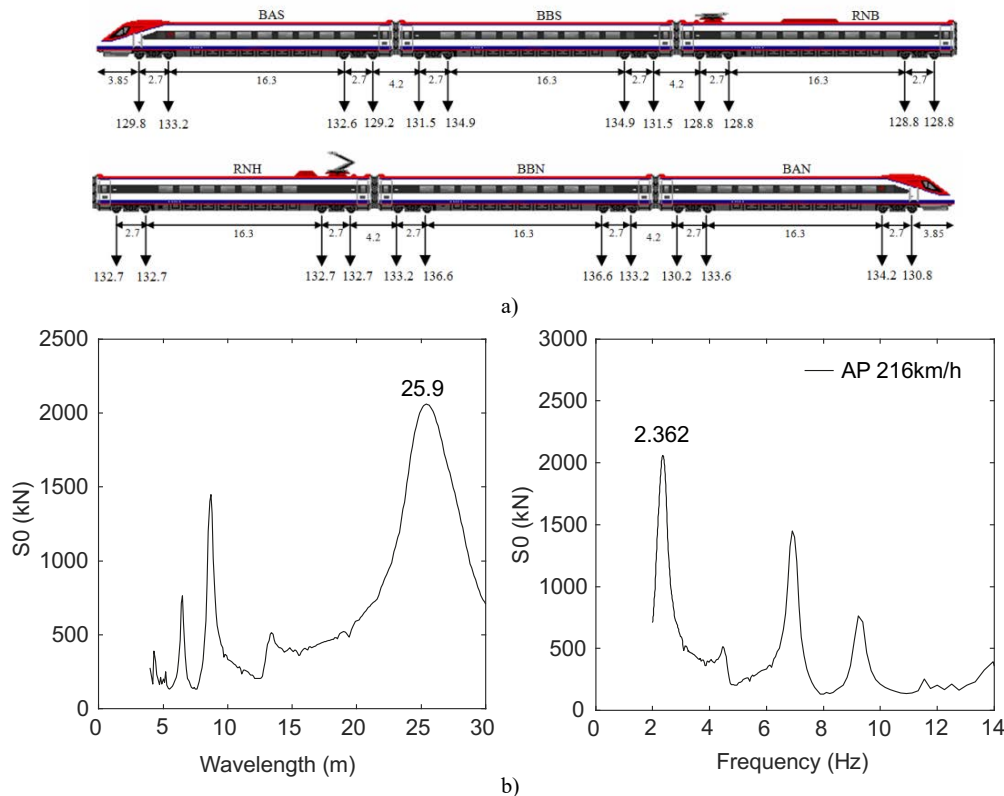 BAS BBS RNB
3.85 2.7 16.3 2.7 4.2 2.7 16.3 2.7 4.2 2.7 16.3 2.7
129.8 133.2 132.6 129.2 131.5 134.9 134.9 131.5 128.8 128.8 128.8 128.8
RNH BBN BAN
2.7 16.3 2.7 4.2 2.7 16.3 2.7 4.2 2.7 16.3 2.7 3.85
132.7 132.7 132.7 132.7 133.2 136.6 136.6 133.2 130.2 133.6 134.2 130.8
a)
2500
2000
1500
1000
500
0
S0 (kN)
25.9
0 5 10 15 20 25 30
Wavelength (m)
3000
2500
2000
1500
1000
500
0
S0 (kN)
AP 216km/h
2.362
0 2 4 6 8 10 12 14
Frequency (Hz)
b)